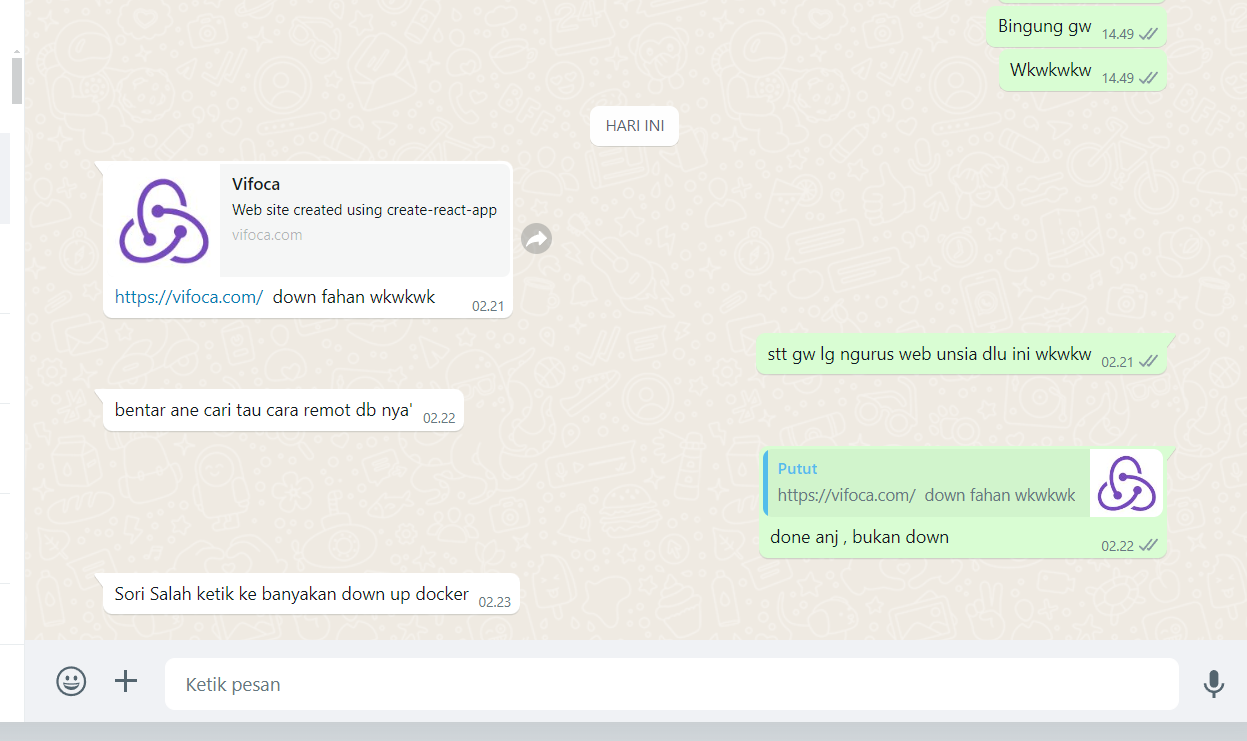 Bingung gw 14.49
Wkwkwkw 14.49
HARI INI
Vifoca
Web site created using create-react-app
vifoca.com
https://vifoca.com/ down fahan wkwkwk 02.21
stt gw lg ngurus web unsia dlu ini wkwkw 02.21
bentar ane cari tau cara remot db nya' 02.22
Putut
https://vifoca.com/ down fahan wkwkwk
done anj , bukan down 02.22
Sori Salah ketik ke banyakan down up docker 02.23
Ketik pesan